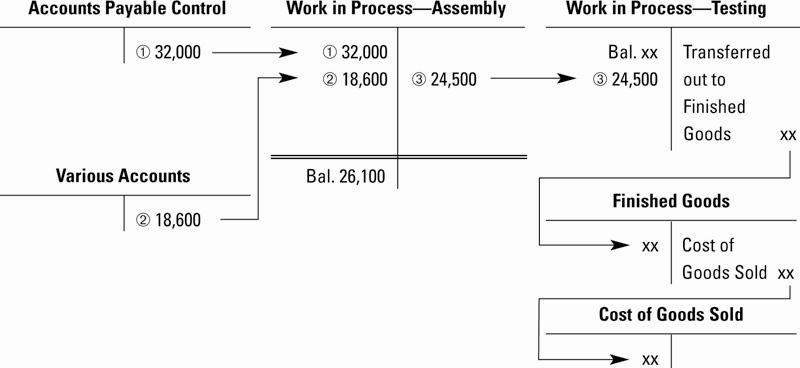 Accounts Payable Control
① 32,000
Work in Process—Assembly
① 32,000
② 18,600
③ 24,500
Bal. 26,100
Work in Process—Testing
Bal. xx
③ 24,500
Transferred
out to
Finished
Goods xx
Various Accounts
② 18,600
Finished Goods
xx
Cost of
Goods Sold xx
Cost of Goods Sold
xx